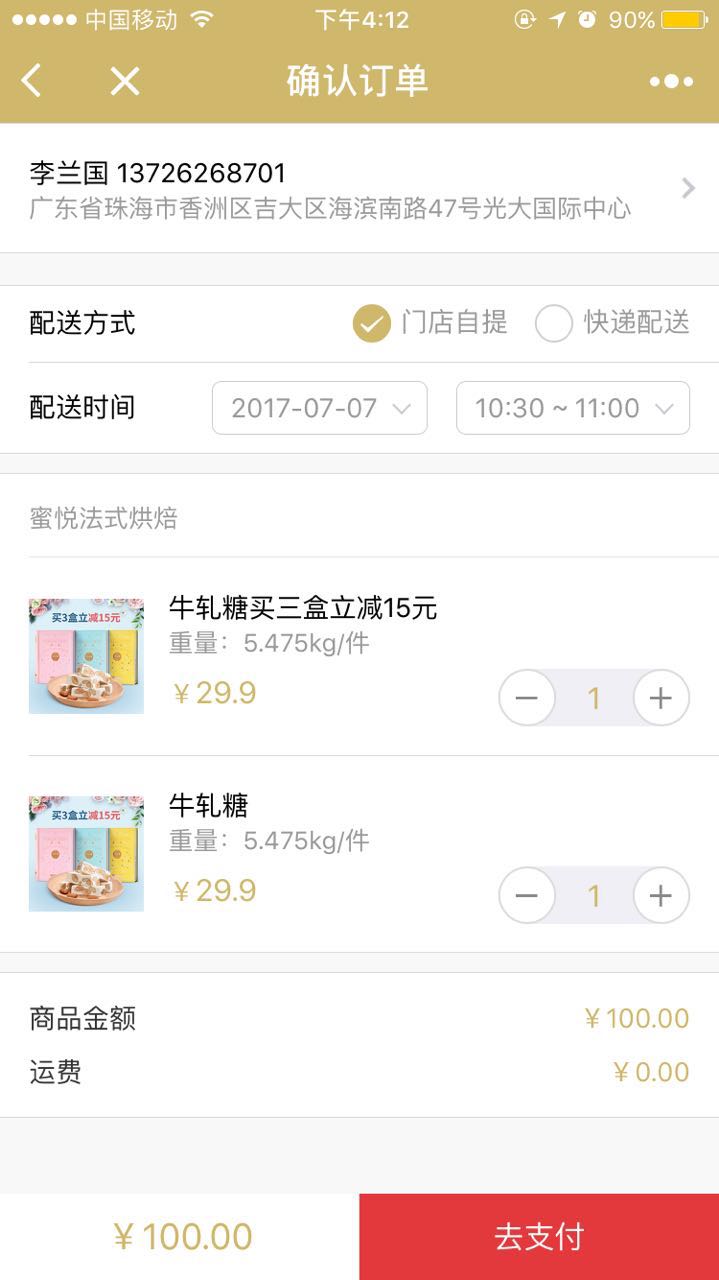 中国移动 下午4:12 90%
确认订单
李兰国 13726268701
广东省珠海市香洲区吉大区海滨南路47号光大国际中心
配送方式 门店自提 快递配送
配送时间 2017-07-07 10:30 ~ 11:00
蜜悦法式烘焙
买3盒立减15元
牛轧糖买三盒立减15元
重量：5.475kg/件
￥29.9
1
买3盒立减15元
牛轧糖
重量：5.475kg/件
￥29.9
1
商品金额 ￥100.00
运费 ￥0.00
￥100.00 去支付